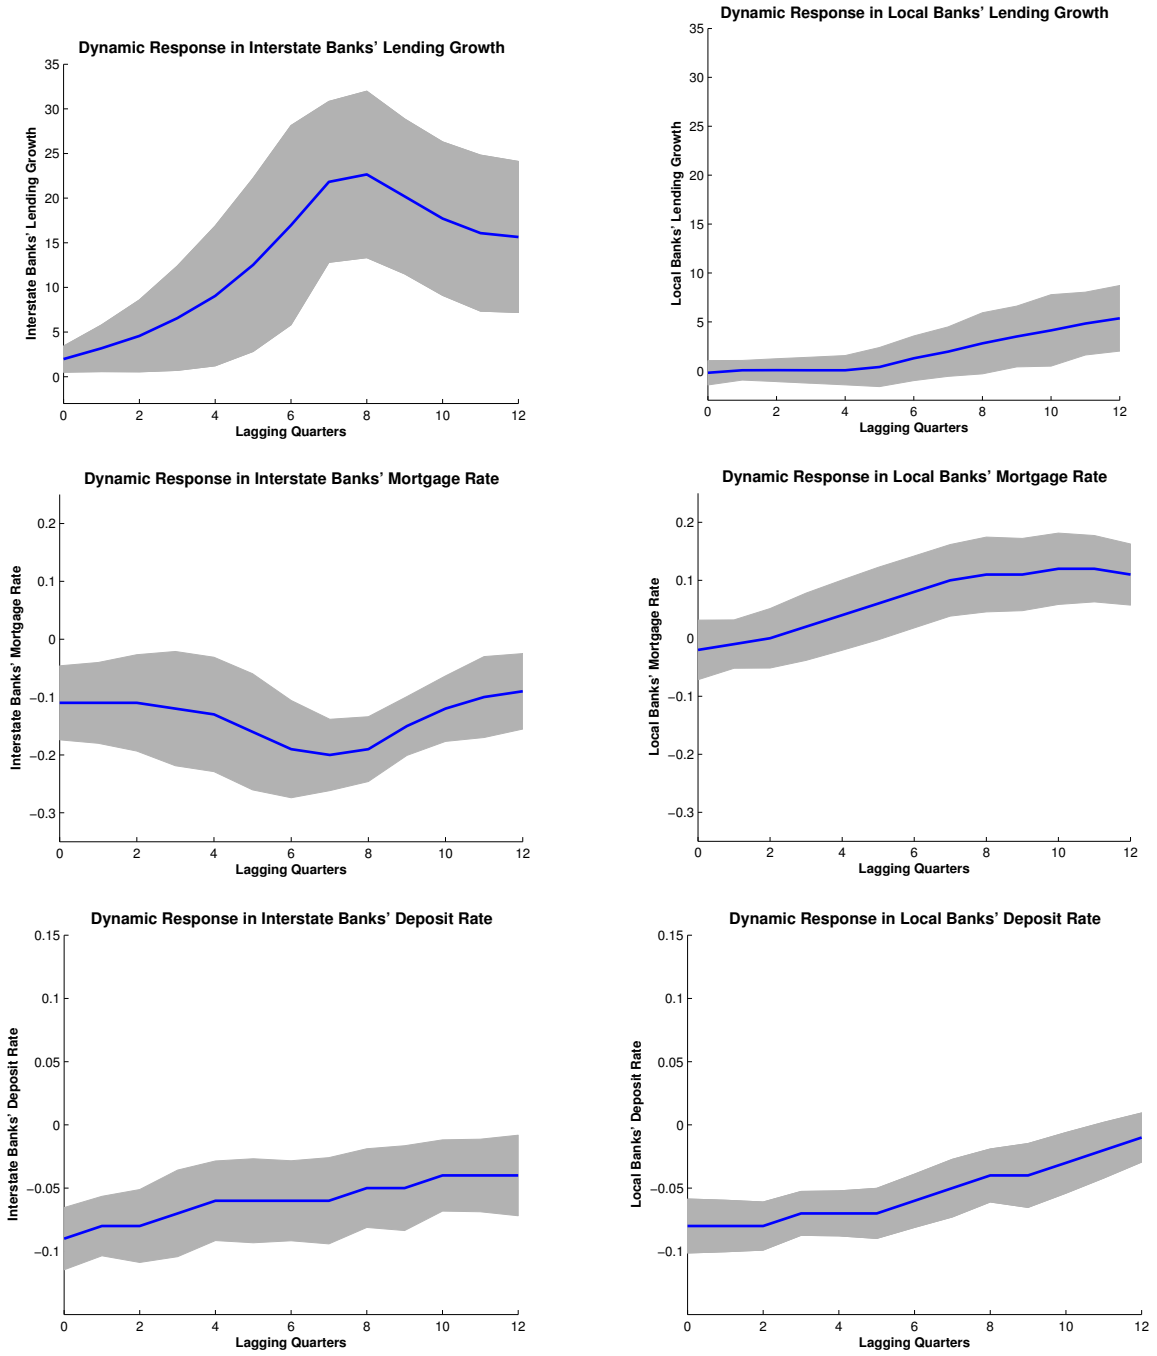 Dynamic Response in Interstate Banks' Lending Growth
35
30
25
20
15
10
5
0
Interstate Banks' Lending Growth
0 2 4 6 8 10 12
Lagging Quarters
Dynamic Response in Local Banks' Lending Growth
35
30
25
20
15
10
5
0
Local Banks' Lending Growth
0 2 4 6 8 10 12
Lagging Quarters
Dynamic Response in Interstate Banks' Mortgage Rate
0.2
0.1
0
−0.1
−0.2
−0.3
Interstate Banks' Mortgage Rate
0 2 4 6 8 10 12
Lagging Quarters
Dynamic Response in Local Banks' Mortgage Rate
0.2
0.1
0
−0.1
−0.2
−0.3
Local Banks' Mortgage Rate
0 2 4 6 8 10 12
Lagging Quarters
Dynamic Response in Interstate Banks' Deposit Rate
0.15
0.1
0.05
0
−0.05
−0.1
Interstate Banks' Deposit Rate
0 2 4 6 8 10 12
Lagging Quarters
Dynamic Response in Local Banks' Deposit Rate
0.15
0.1
0.05
0
−0.05
−0.1
Local Banks' Deposit Rate
0 2 4 6 8 10 12
Lagging Quarters